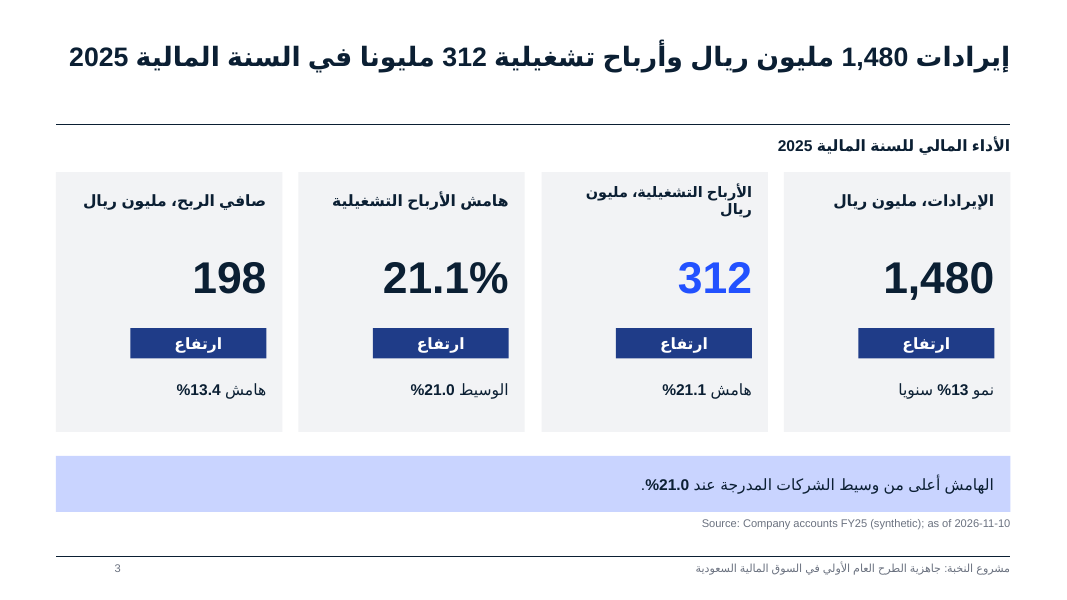 إيرادات 1,480 مليون ريال وأرباح تشغيلية 312 مليونا في السنة المالية 2025
الأداء المالي للسنة المالية 2025
الإيرادات، مليون ريال
1,480
ارتفاع
نمو 13% سنويا
الأرباح التشغيلية، مليون
ريال
312
ارتفاع
هامش 21.1%
هامش الأرباح التشغيلية
21.1%
ارتفاع
الوسيط 21.0%
صافي الربح، مليون ريال
198
ارتفاع
هامش 13.4%
الهامش أعلى من وسيط الشركات المدرجة عند 21.0%.
Source: Company accounts FY25 (synthetic); as of 2026-11-10
مشروع النخبة: جاهزية الطرح العام الأولي في السوق المالية السعودية
3